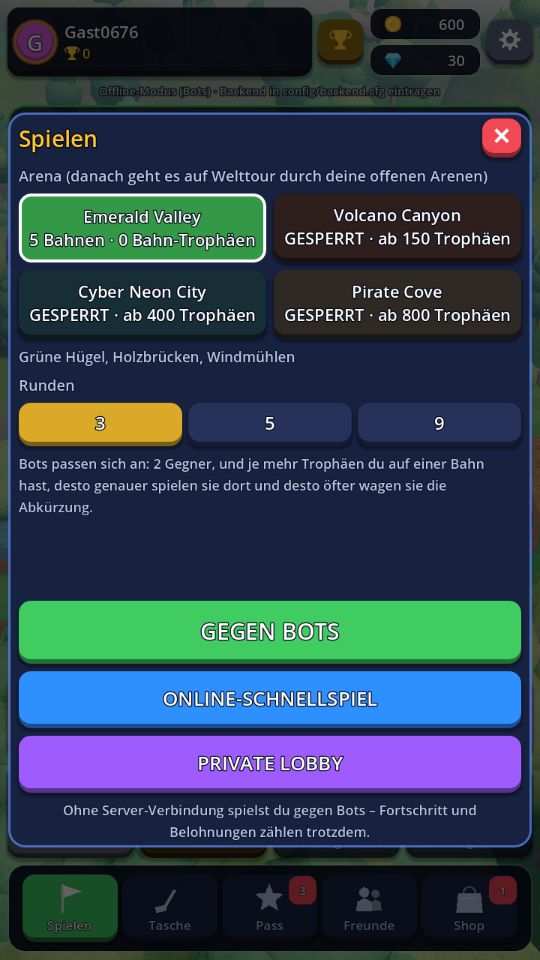 G
Gast0676
0
600
30
Offline-Modus (Bots) · Backend in config/backend.cfg eintragen
Spielen
Arena (danach geht es auf Welttour durch deine offenen Arenen)
Emerald Valley
5 Bahnen · 0 Bahn-Trophäen
Volcano Canyon
GESPERRT · ab 150 Trophäen
Cyber Neon City
GESPERRT · ab 400 Trophäen
Pirate Cove
GESPERRT · ab 800 Trophäen
Grüne Hügel, Holzbrücken, Windmühlen
Runden
3
5
9
Bots passen sich an: 2 Gegner, und je mehr Trophäen du auf einer Bahn
hast, desto genauer spielen sie dort und desto öfter wagen sie die
Abkürzung.
GEGEN BOTS
ONLINE-SCHNELLSPIEL
PRIVATE LOBBY
Ohne Server-Verbindung spielst du gegen Bots – Fortschritt und
Belohnungen zählen trotzdem.
Spielen
Tasche
3
Pass
Freunde
1
Shop